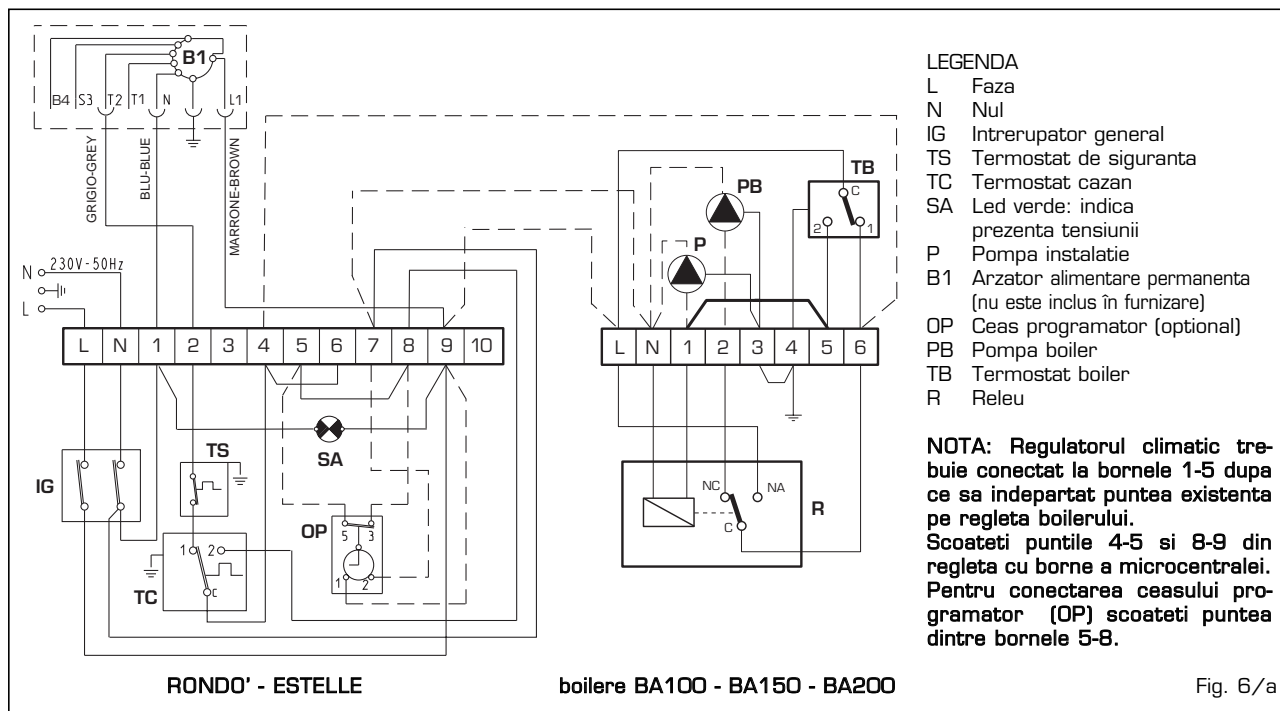 B1
B4 S3 T2 T1 N L1
GRIGIO-GREY
BLU-BLUE
MARRONE-BROWN
N 230V-50Hz
L
L N 1 2 3 4 5 6 7 8 9 10
IG
TS
SA
OP
5 3
1 2
1 2
C
TC
RONDO' - ESTELLE
PB
P
TB
C
2 1
L N 1 2 3 4 5 6
NC NA
C
R
boilere BA100 - BA150 - BA200
LEGENDA
L Faza
N Nul
IG Intrerupator general
TS Termostat de siguranta
TC Termostat cazan
SA Led verde: indica
prezenta tensiunii
P Pompa instalatie
B1 Arzator alimentare permanenta
(nu este inclus în furnizare)
OP Ceas programator (optional)
PB Pompa boiler
TB Termostat boiler
R Releu
NOTA: Regulatorul climatic tre-
buie conectat la bornele 1-5 dupa
ce sa indepartat puntea existenta
pe regleta boilerului.
Scoateti puntile 4-5 si 8-9 din
regleta cu borne a microcentralei.
Pentru conectarea ceasului pro-
gramator (OP) scoateti puntea
dintre bornele 5-8.
Fig. 6/a